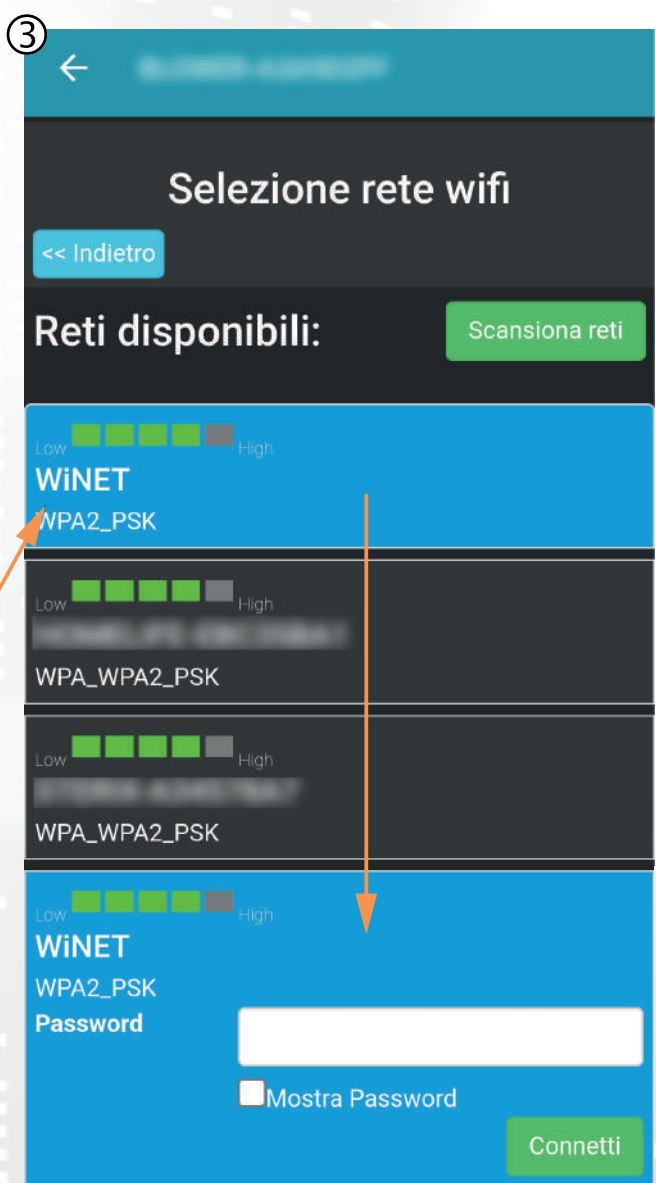 ③
Selezione rete wifi
<< Indietro
Reti disponibili:
Scansiona reti
Low High
WiNET
WPA2_PSK
Low High
WPA_WPA2_PSK
Low High
WPA_WPA2_PSK
Low High
WiNET
WPA2_PSK
Password
Mostra Password
Connetti